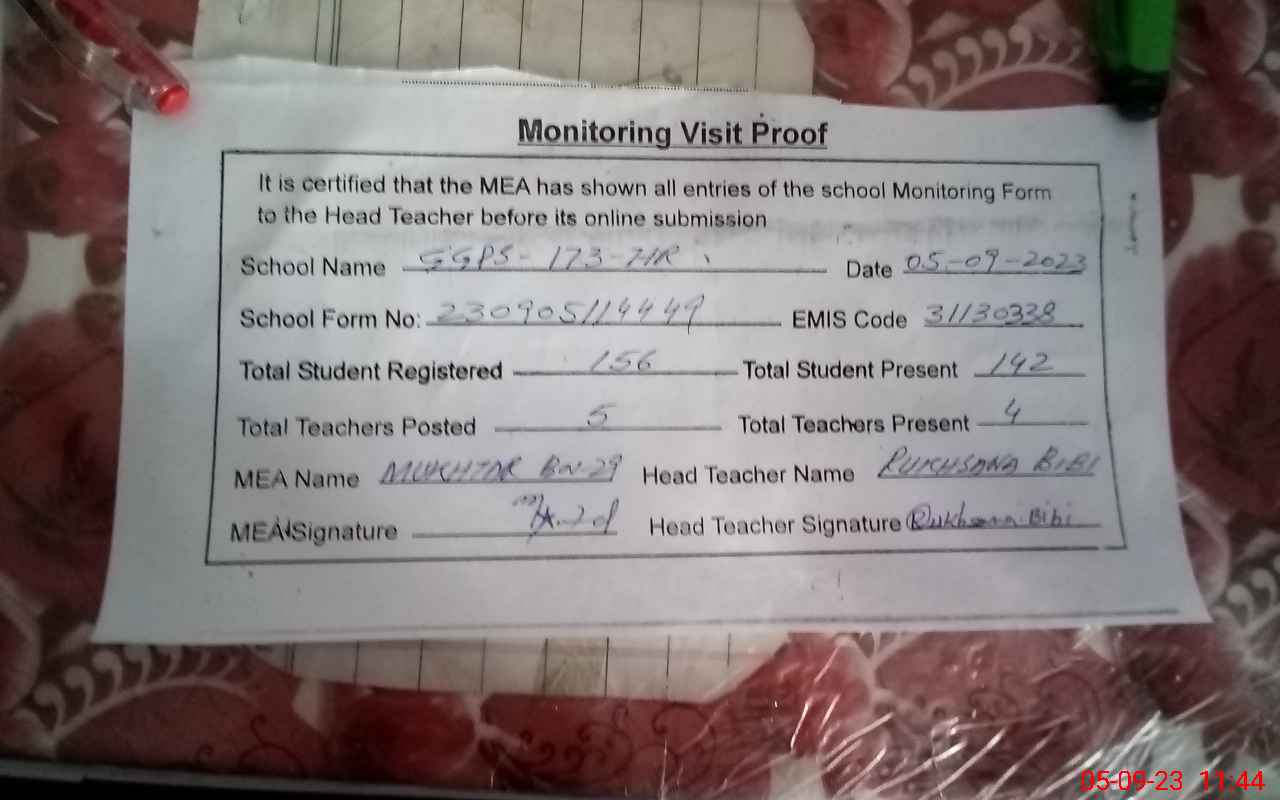 Monitoring Visit Proof
It is certified that the MEA has shown all entries of the school Monitoring Form
to the Head Teacher before its online submission
School Name GGPS-173-7R Date 05-09-2023
School Form No: 230905114449 EMIS Code 31130338
Total Student Registered 156 Total Student Present 142
Total Teachers Posted 5 Total Teachers Present 4
MEA Name MUKHTAR BN-29 Head Teacher Name RUKHSANA BIBI
MEA Signature Head Teacher Signature Rukhsana Bibi
05-09-23 11:44